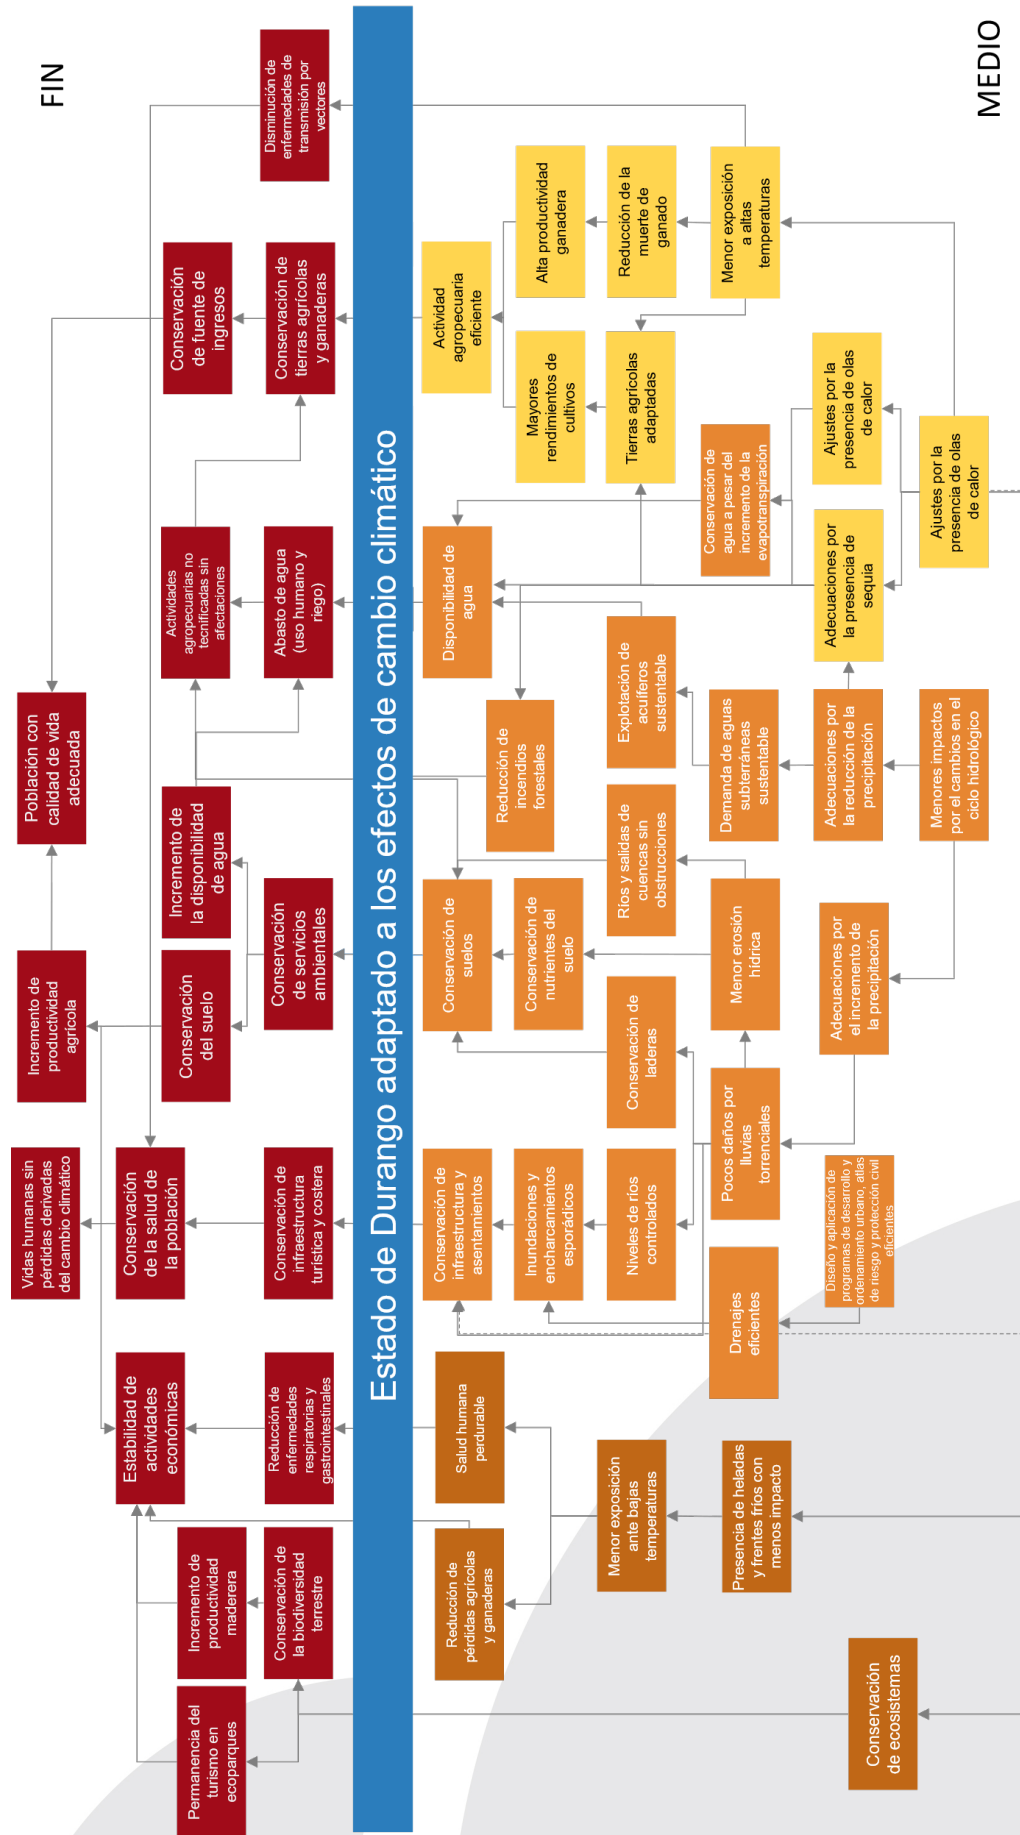 Vidas humanas sin
pérdidas derivadas
del cambio climático
Incremento de
productividad
agrícola
Población con
calidad de vida
adecuada
FIN
Permanencia del
turismo en
ecoparques
Incremento de
productividad
maderera
Estabilidad de
actividades
económicas
Conservación
de la salud de
la población
Conservación
del suelo
Incremento de
la disponibilidad
de agua
Actividades
agropecuarias no
tecnificadas sin
afectaciones
Conservación
de fuente de
ingresos
Conservación de
la biodiversidad
terrestre
Reducción de
enfermedades
respiratorias y
gastrointestinales
Conservación de
infraestructura
turística y costera
Conservación
de servicios
ambientales
Abasto de agua
(uso humano y
riego)
Conservación de
tierras agrícolas
y ganaderas
Disminución de
enfermedades de
transmisión por
vectores
Estado de Durango adaptado a los efectos de cambio climático
Reducción de
pérdidas agrícolas
y ganaderas
Salud humana
perdurable
Conservación de
infraestructura y
asentamientos
Conservación de
suelos
Disponibilidad de
agua
Actividad
agropecuaria
eficiente
Inundaciones y
encharcamientos
esporádicos
Conservación de
nutrientes del
suelo
Reducción de
incendios
forestales
Mayores
rendimientos de
cultivos
Alta productividad
ganadera
Menor exposición
ante bajas
temperaturas
Niveles de ríos
controlados
Conservación de
laderas
Ríos y salidas de
cuencas sin
obstrucciones
Explotación de
acuíferos
sustentable
Tierras agrícolas
adaptadas
Reducción de la
muerte de
ganado
Presencia de heladas
y frentes fríos con
menos impacto
Drenajes
eficientes
Pocos daños por
lluvias
torrenciales
Menor erosión
hídrica
Demanda de aguas
subterráneas
sustentable
Conservación de
agua a pesar del
incremento de la
evapotranspiración
Menor exposición
a altas
temperaturas
Conservación
de ecosistemas
Diseño y aplicación de
programas de desarrollo y
ordenamiento urbano, atlas
de riesgo y protección civil
eficientes
Adecuaciones por
el incremento de
la precipitación
Adecuaciones por
la reducción de la
precipitación
Adecuaciones por
la presencia de
sequia
Ajustes por la
presencia de olas
de calor
Menores impactos
por el cambios en el
ciclo hidrológico
Ajustes por la
presencia de olas
de calor
MEDIO